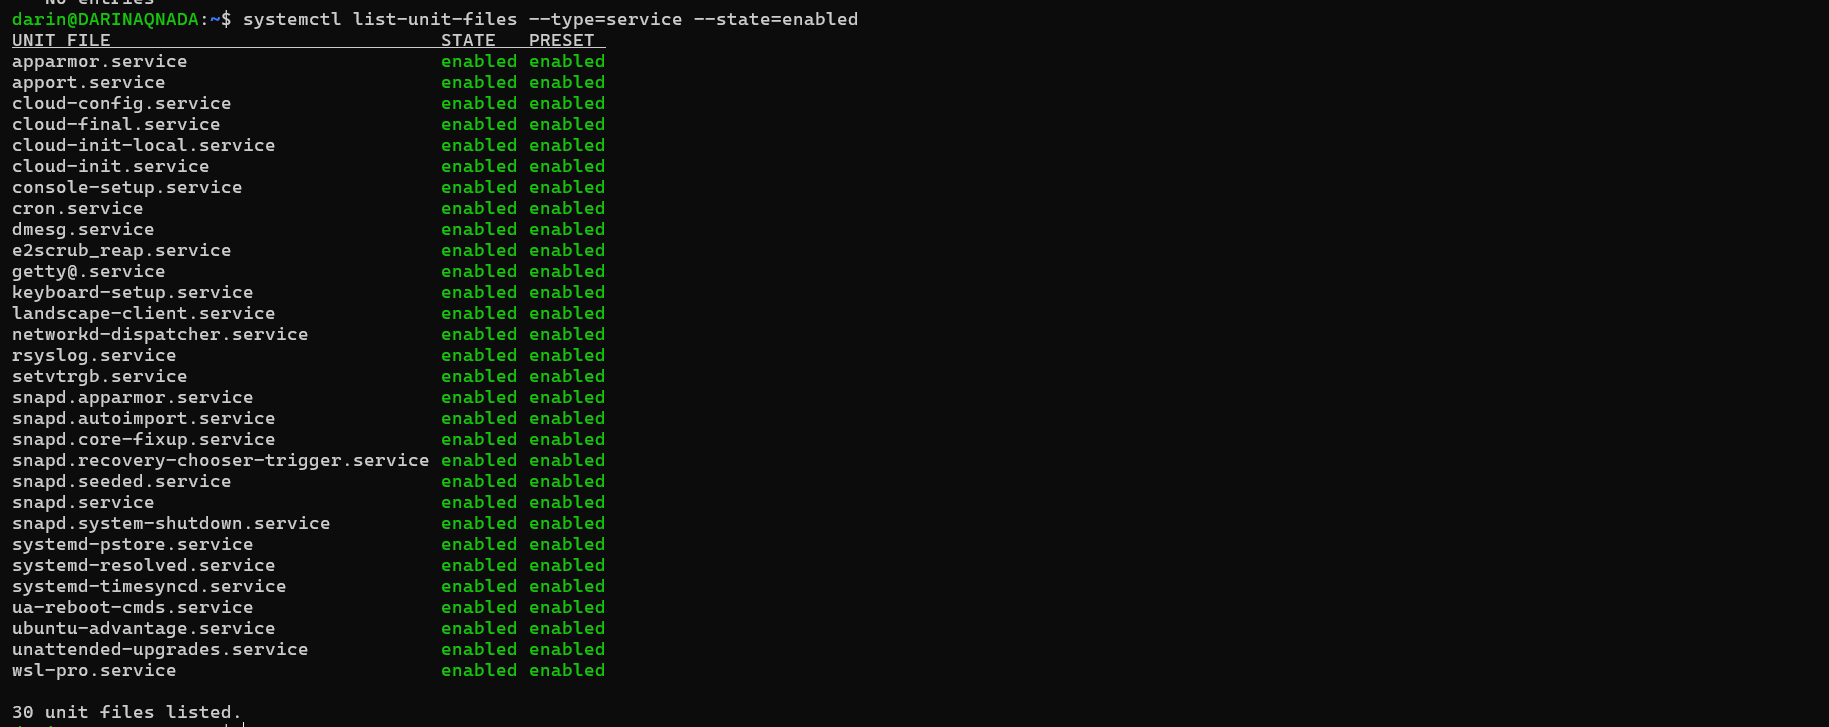 No entries
darin@DARINAQNADA:~$ systemctl list-unit-files --type=service --state=enabled
UNIT FILE STATE PRESET
apparmor.service enabled enabled
apport.service enabled enabled
cloud-config.service enabled enabled
cloud-final.service enabled enabled
cloud-init-local.service enabled enabled
cloud-init.service enabled enabled
console-setup.service enabled enabled
cron.service enabled enabled
dmesg.service enabled enabled
e2scrub_reap.service enabled enabled
getty@.service enabled enabled
keyboard-setup.service enabled enabled
landscape-client.service enabled enabled
networkd-dispatcher.service enabled enabled
rsyslog.service enabled enabled
setvtrgb.service enabled enabled
snapd.apparmor.service enabled enabled
snapd.autoimport.service enabled enabled
snapd.core-fixup.service enabled enabled
snapd.recovery-chooser-trigger.service enabled enabled
snapd.seeded.service enabled enabled
snapd.service enabled enabled
snapd.system-shutdown.service enabled enabled
systemd-pstore.service enabled enabled
systemd-resolved.service enabled enabled
systemd-timesyncd.service enabled enabled
ua-reboot-cmds.service enabled enabled
ubuntu-advantage.service enabled enabled
unattended-upgrades.service enabled enabled
wsl-pro.service enabled enabled
30 unit files listed.